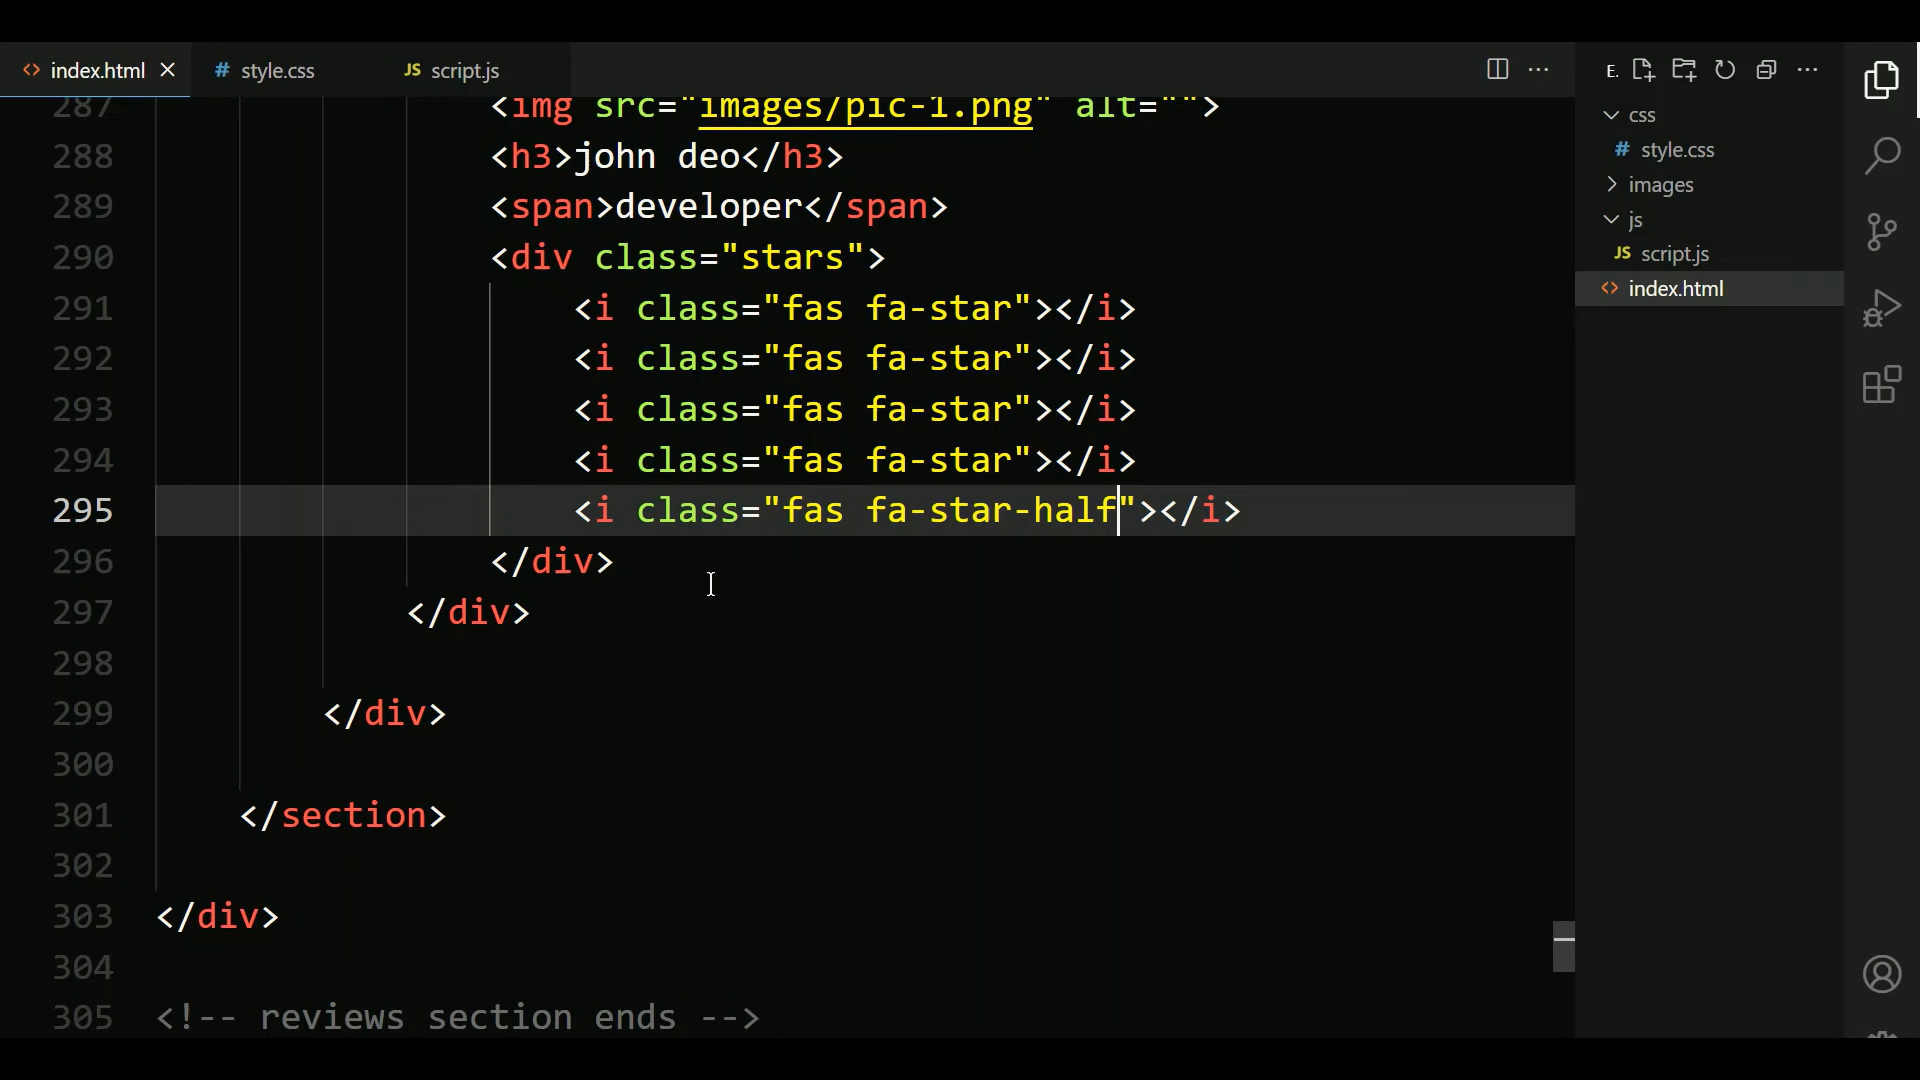 index.html
style.css
script.js
E.
287 <img src="images/pic-1.png" alt="">
288 <h3>john deo</h3>
289 <span>developer</span>
290 <div class="stars">
291 <i class="fas fa-star"></i>
292 <i class="fas fa-star"></i>
293 <i class="fas fa-star"></i>
294 <i class="fas fa-star"></i>
295 <i class="fas fa-star-half"></i>
296 </div>
297 </div>
298
299 </div>
300
301 </section>
302
303 </div>
304
305 <!-- reviews section ends -->
css
# style.css
images
js
JS script.js
<> index.html